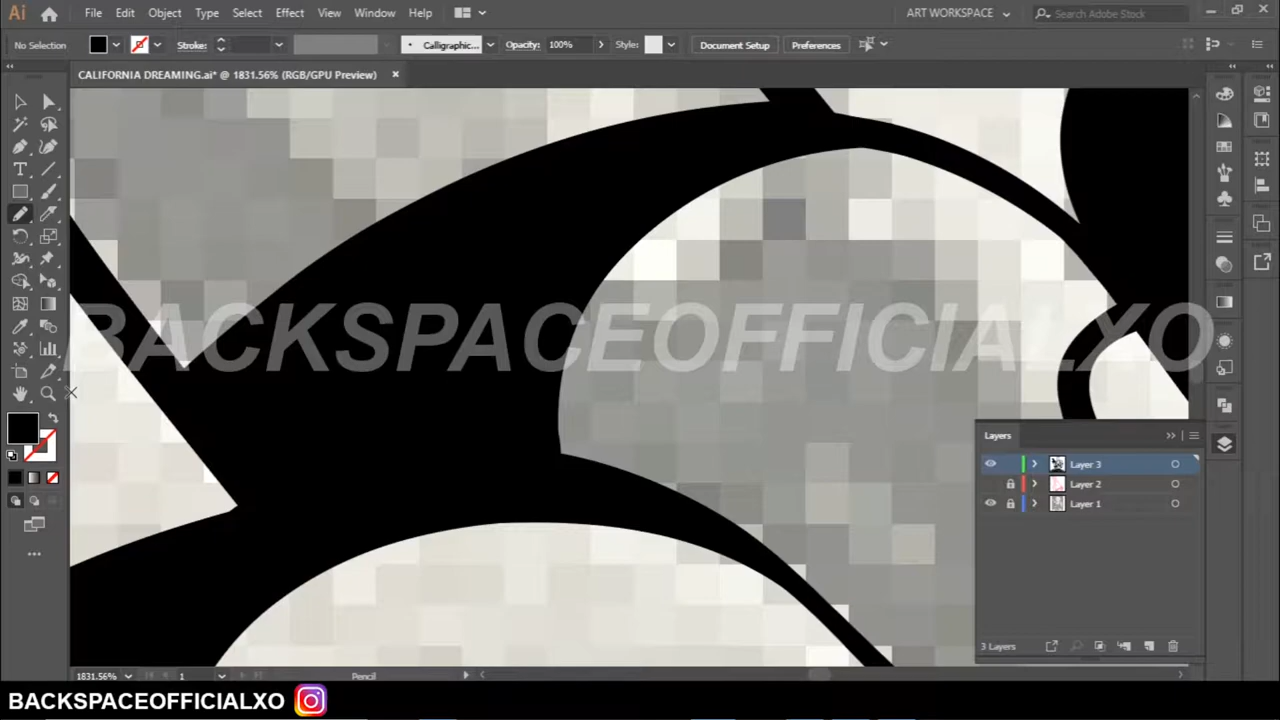 Ai File Edit Object Type Select Effect View Window Help ART WORKSPACE Search Adobe Stock
No Selection Stroke: Calligraphic... Opacity: 100% Style: Document Setup Preferences
CALIFORNIA DREAMING.ai* @ 1831.56% (RGB/GPU Preview)
BACKSPACEOFFICIALXO
Layers
Layer 3
Layer 2
Layer 1
3 Layers
1831.56% 1 Pencil
BACKSPACEOFFICIALXO